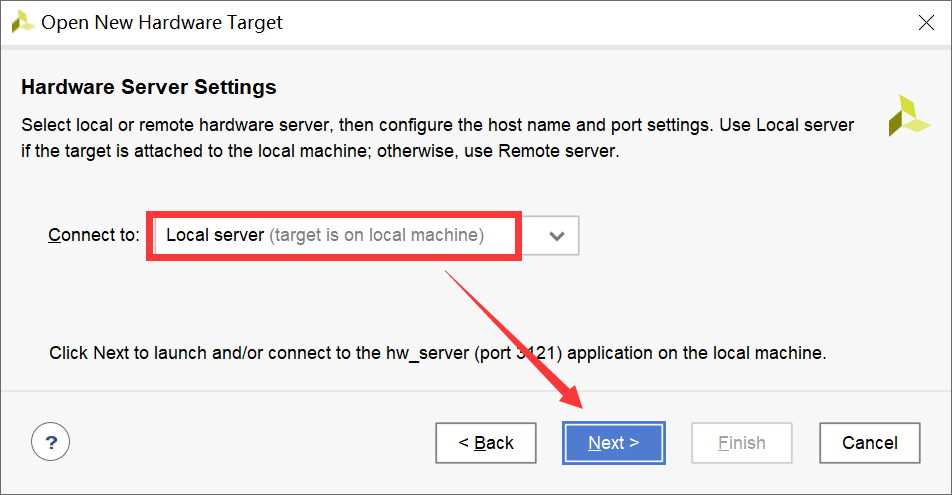 Open New Hardware Target
Hardware Server Settings
Select local or remote hardware server, then configure the host name and port settings. Use Local server
if the target is attached to the local machine; otherwise, use Remote server.
Connect to: Local server (target is on local machine)
Click Next to launch and/or connect to the hw_server (port 3121) application on the local machine.
? < Back Next > Finish Cancel